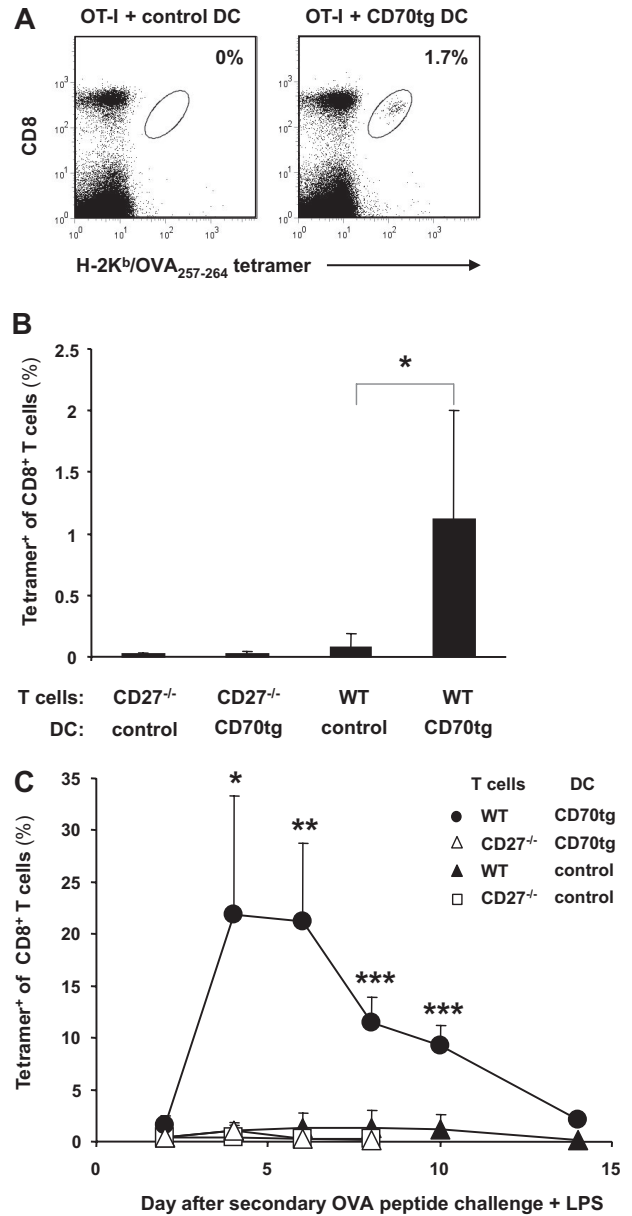 A
OT-I + control DC
OT-I + CD70tg DC
0%
1.7%
CD8
10³
10²
10¹
10⁰
10⁰ 10¹ 10² 10³
10⁰ 10¹ 10² 10³
H-2Kᵇ/OVA₂₅₇₋₂₆₄ tetramer
B
Tetramer⁺ of CD8⁺ T cells (%)
2.5
2
1.5
1
0.5
0
*
T cells: CD27⁻/⁻ CD27⁻/⁻ WT WT
DC: control CD70tg control CD70tg
C
Tetramer⁺ of CD8⁺ T cells (%)
35
30
25
20
15
10
5
0
*
**
***
***
T cells DC
WT CD70tg
CD27⁻/⁻ CD70tg
WT control
CD27⁻/⁻ control
0 5 10 15
Day after secondary OVA peptide challenge + LPS